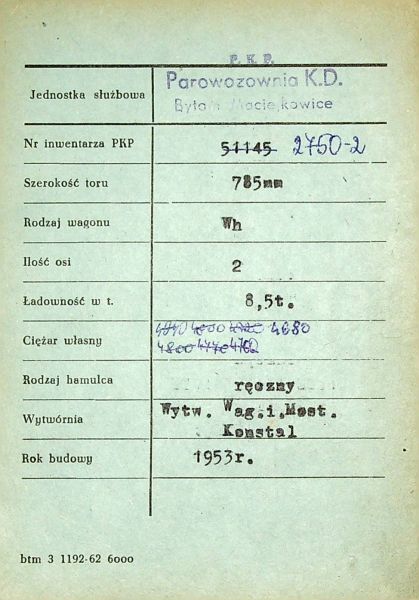 P. K. P.
Jednostka służbowa Parowozownia K.D.
Bytom Maciejkowice
Nr inwentarza PKP 51145 2750-2
Szerokość toru 785mm
Rodzaj wagonu Wh
Ilość osi 2
Ładowność w t. 8,5t.
Ciężar własny 4680
4800
Rodzaj hamulca ręczny
Wytwórnia Wytw. Wag.i.Most.
Konstal
Rok budowy 1953r.
btm 3 1192-62 6000